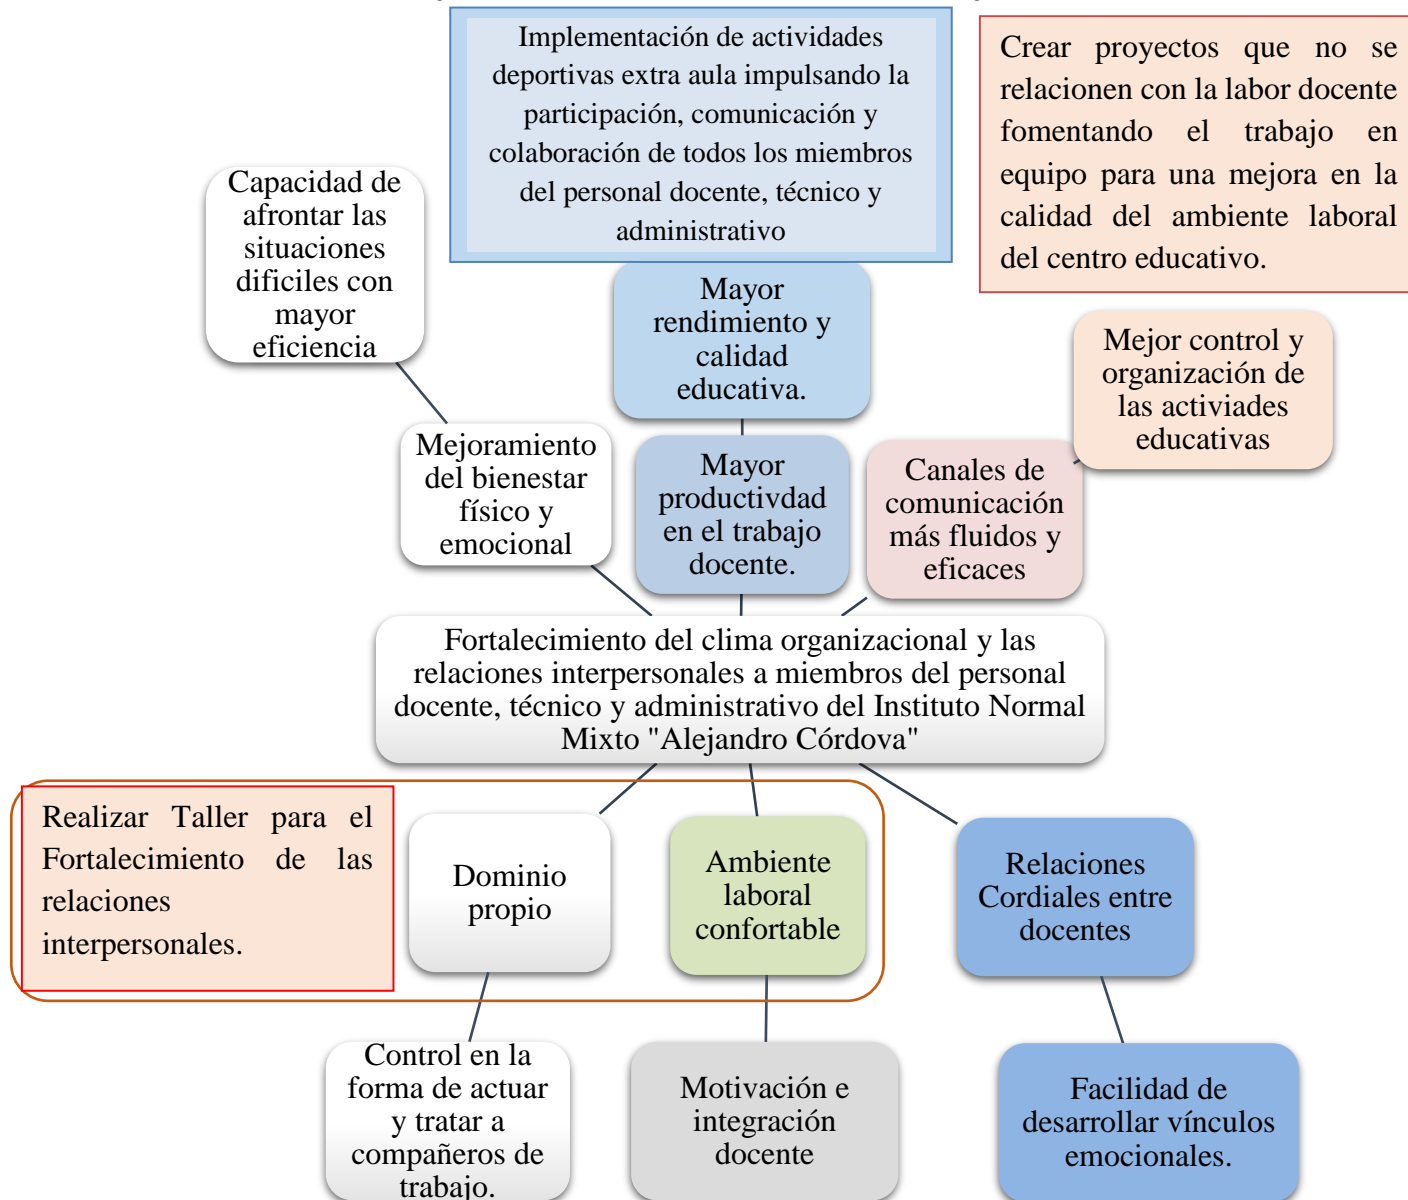 Implementación de actividades
deportivas extra aula impulsando la
participación, comunicación y
colaboración de todos los miembros
del personal docente, técnico y
administrativo
Crear proyectos que no se
relacionen con la labor docente
fomentando el trabajo en
equipo para una mejora en la
calidad del ambiente laboral
del centro educativo.
Capacidad de
afrontar las
situaciones
dificiles con
mayor
eficiencia
Mayor
rendimiento y
calidad
educativa.
Mejor control y
organización de
las activiades
educativas
Mejoramiento
del bienestar
físico y
emocional
Mayor
productivdad
en el trabajo
docente.
Canales de
comunicación
más fluidos y
eficaces
Fortalecimiento del clima organizacional y las
relaciones interpersonales a miembros del personal
docente, técnico y administrativo del Instituto Normal
Mixto "Alejandro Córdova"
Realizar Taller para el
Fortalecimiento de las
relaciones
interpersonales.
Dominio
propio
Ambiente
laboral
confortable
Relaciones
Cordiales entre
docentes
Control en la
forma de actuar
y tratar a
compañeros de
trabajo.
Motivación e
integración
docente
Facilidad de
desarrollar vínculos
emocionales.